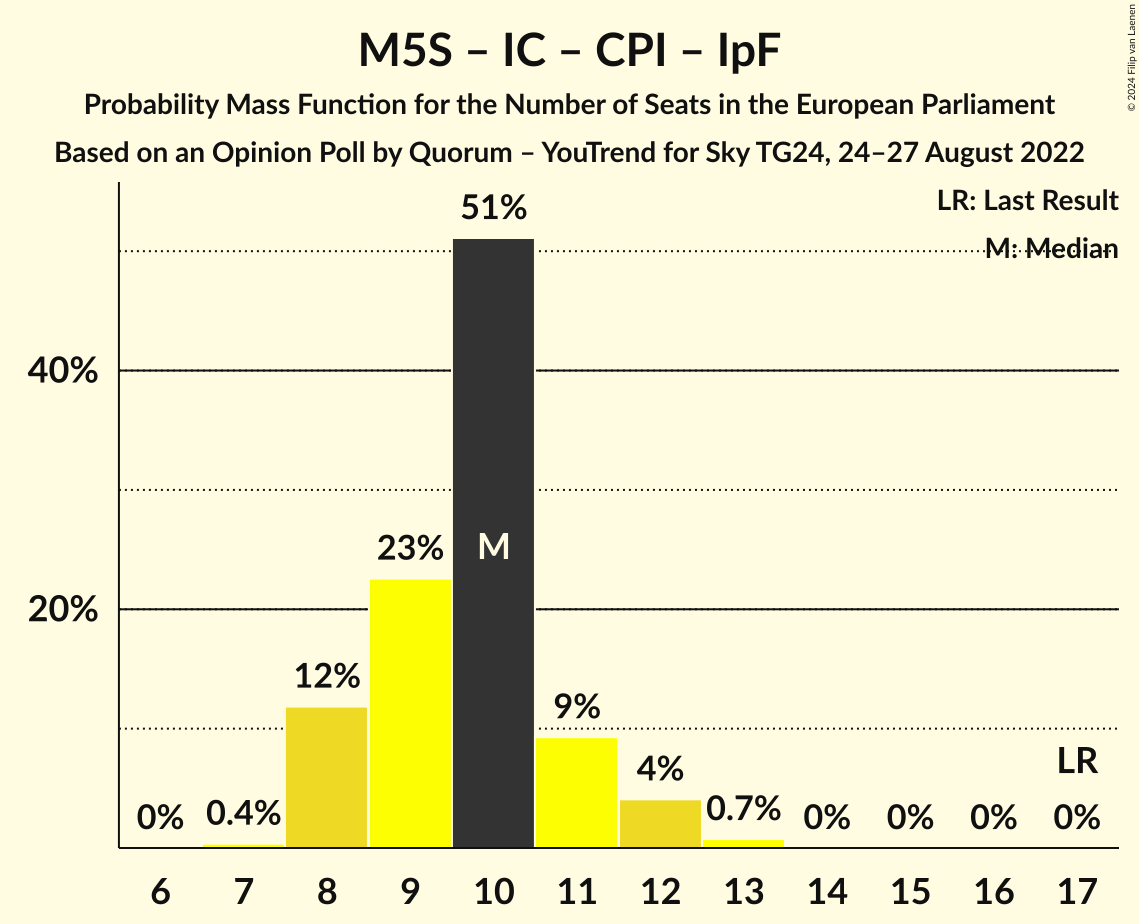 M5S – IC – CPI – IpF
Probability Mass Function for the Number of Seats in the European Parliament
Based on an Opinion Poll by Quorum – YouTrend for Sky TG24, 24–27 August 2022
© 2024 Filip van Laenen
LR: Last Result
M: Median
51%
40%
23%
M
20%
12%
9%
4%
LR
0%
0.4%
0.7%
0%
0%
0%
0%
6 7 8 9 10 11 12 13 14 15 16 17